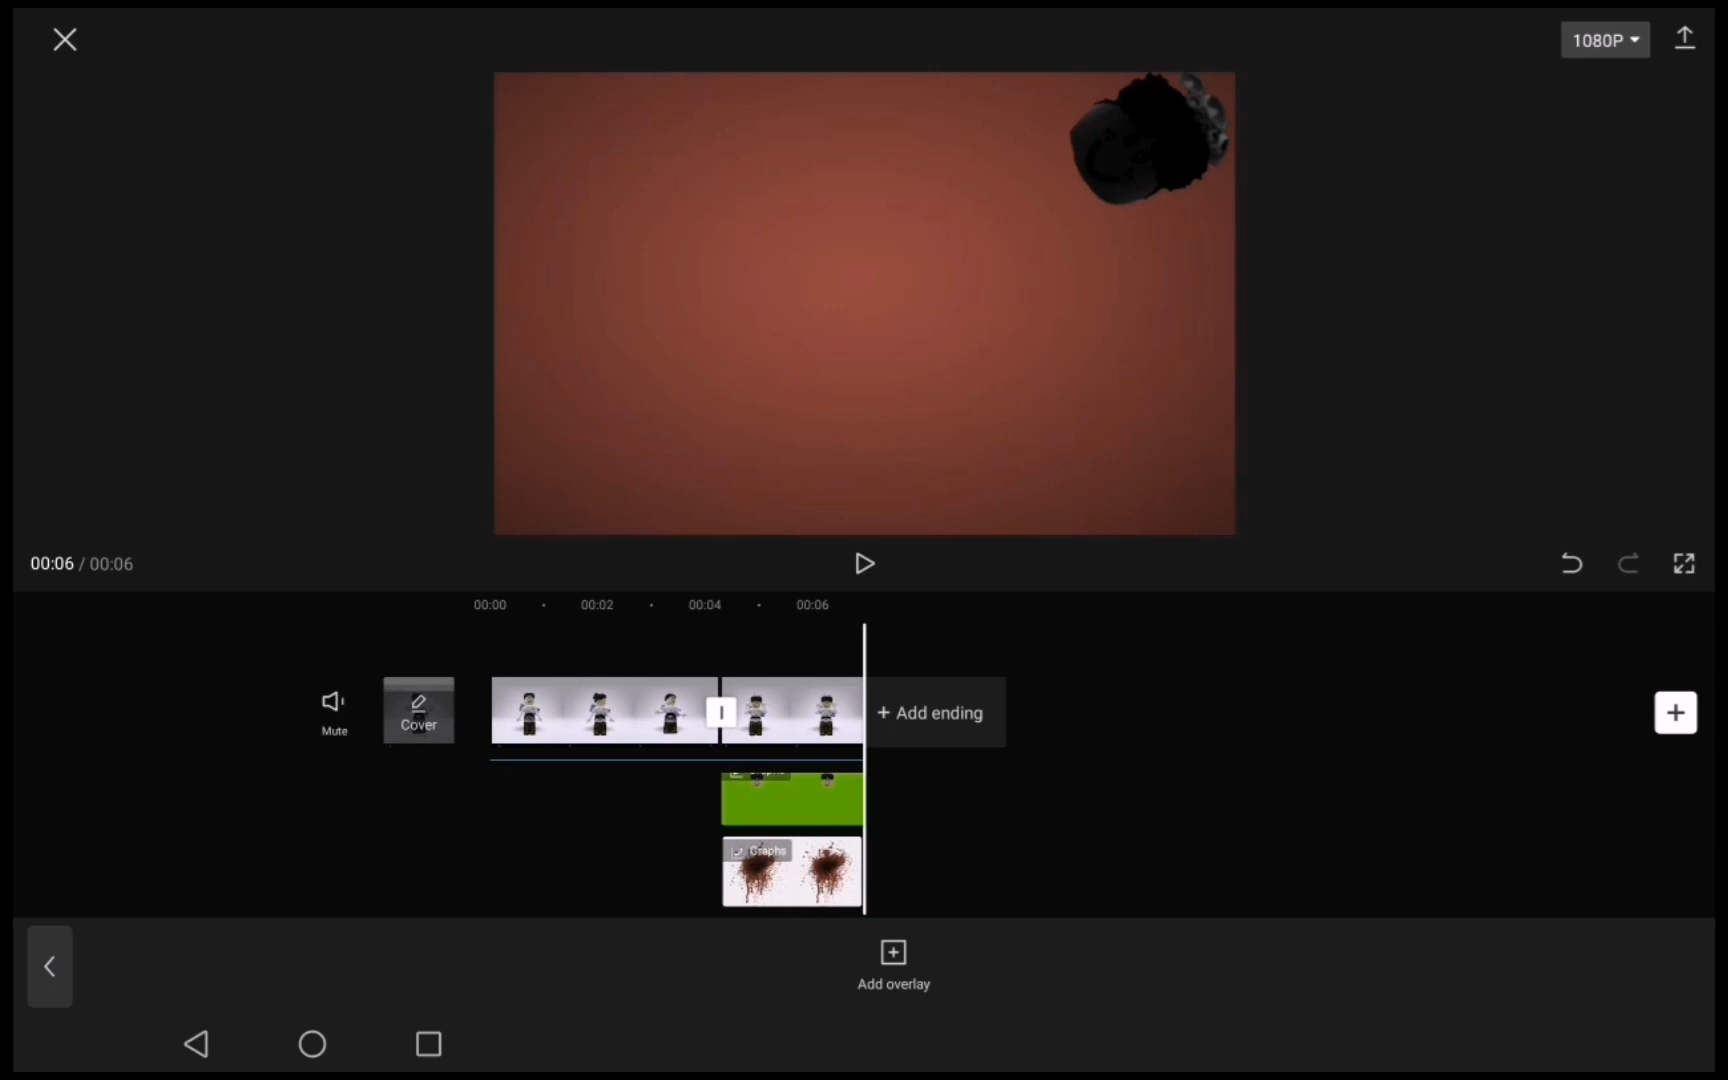 1080P
00:06 / 00:06
00:00 00:02 00:04 00:06
Mute
Cover
+ Add ending
Graphs
Graphs
Add overlay